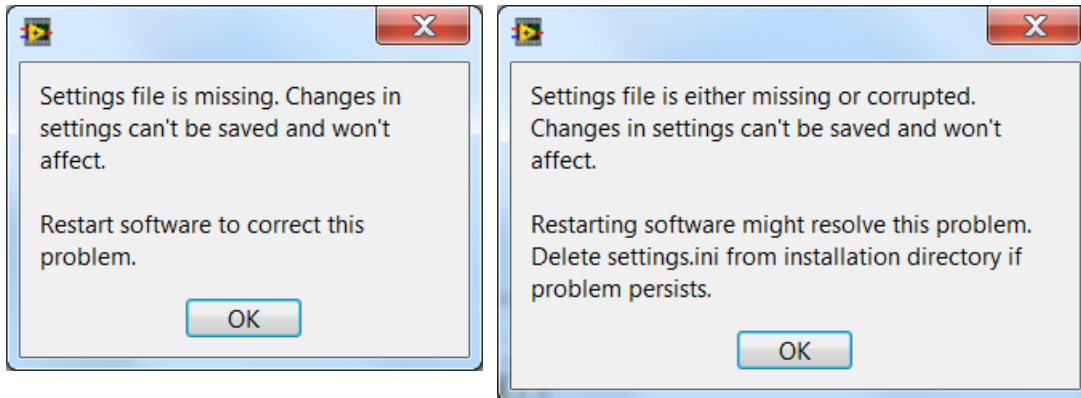 Settings file is missing. Changes in
settings can't be saved and won't
affect.
Restart software to correct this
problem.
OK
Settings file is either missing or corrupted.
Changes in settings can't be saved and won't
affect.
Restarting software might resolve this problem.
Delete settings.ini from installation directory if
problem persists.
OK